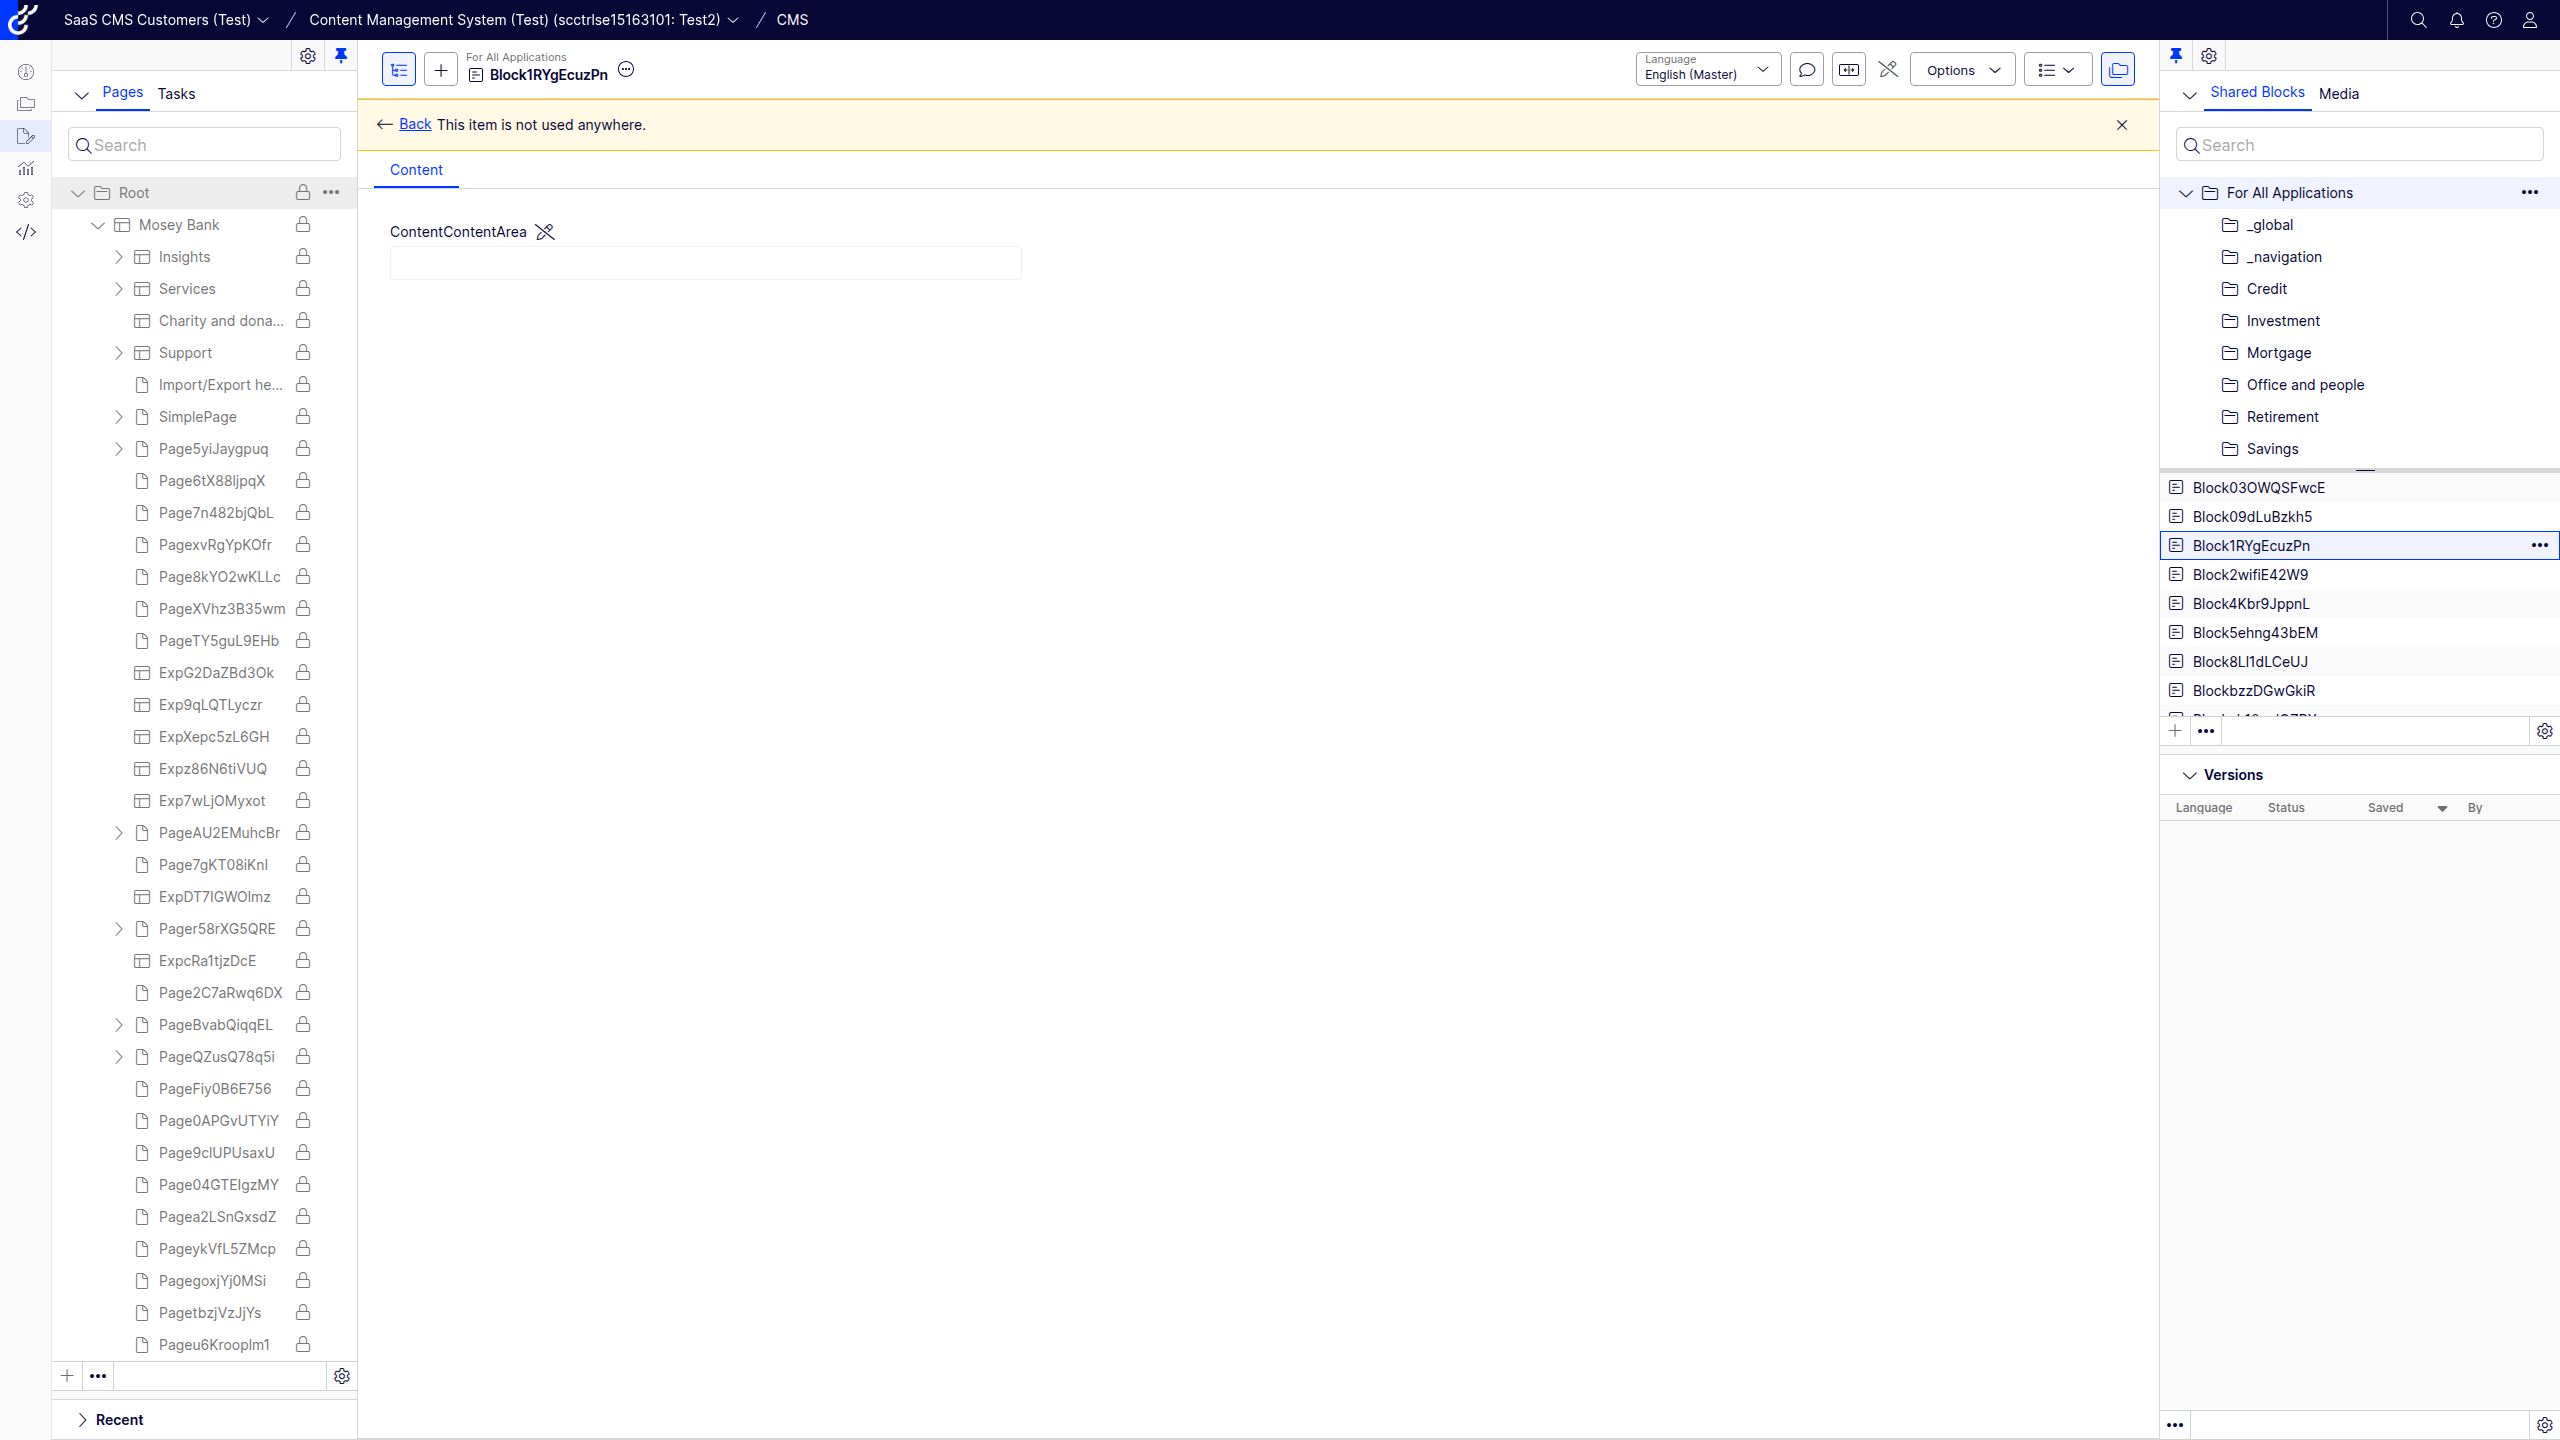 SaaS CMS Customers (Test) / Content Management System (Test) (scctrlse15163101: Test2) / CMS
Pages Tasks
Search
Root
Mosey Bank
Insights
Services
Charity and dona...
Support
Import/Export he...
SimplePage
Page5yiJaygpuq
Page6tX88ljpqX
Page7n482bjQbL
PagexvRgYpKOfr
Page8kYO2wKLLc
PageXVhz3B35wm
PageTY5guL9EHb
ExpG2DaZBd3Ok
Exp9qLQTLyczr
ExpXepc5zL6GH
Expz86N6tiVUQ
Exp7wLjOMyxot
PageAU2EMuhcBr
Page7gKT08iKnI
ExpDT7IGWOlmz
Pager58rXG5QRE
ExpcRa1tjzDcE
Page2C7aRwq6DX
PageBvabQiqqEL
PageQZusQ78q5i
PageFiy0B6E756
Page0APGvUTYiY
Page9clUPUsaxU
Page04GTEIgzMY
Pagea2LSnGxsdZ
PageykVfL5ZMcp
PagegoxjYj0MSi
PagetbzjVzJjYs
Pageu6Krooplm1
Recent
For All Applications
Block1RYgEcuzPn
Language
English (Master)
Options
Back This item is not used anywhere.
Content
ContentContentArea
Shared Blocks Media
Search
For All Applications
_global
_navigation
Credit
Investment
Mortgage
Office and people
Retirement
Savings
Block03OWQSFwcE
Block09dLuBzkh5
Block1RYgEcuzPn
Block2wifiE42W9
Block4Kbr9JppnL
Block5ehng43bEM
Block8LI1dLCeUJ
BlockbzzDGwGkiR
Versions
Language Status Saved By